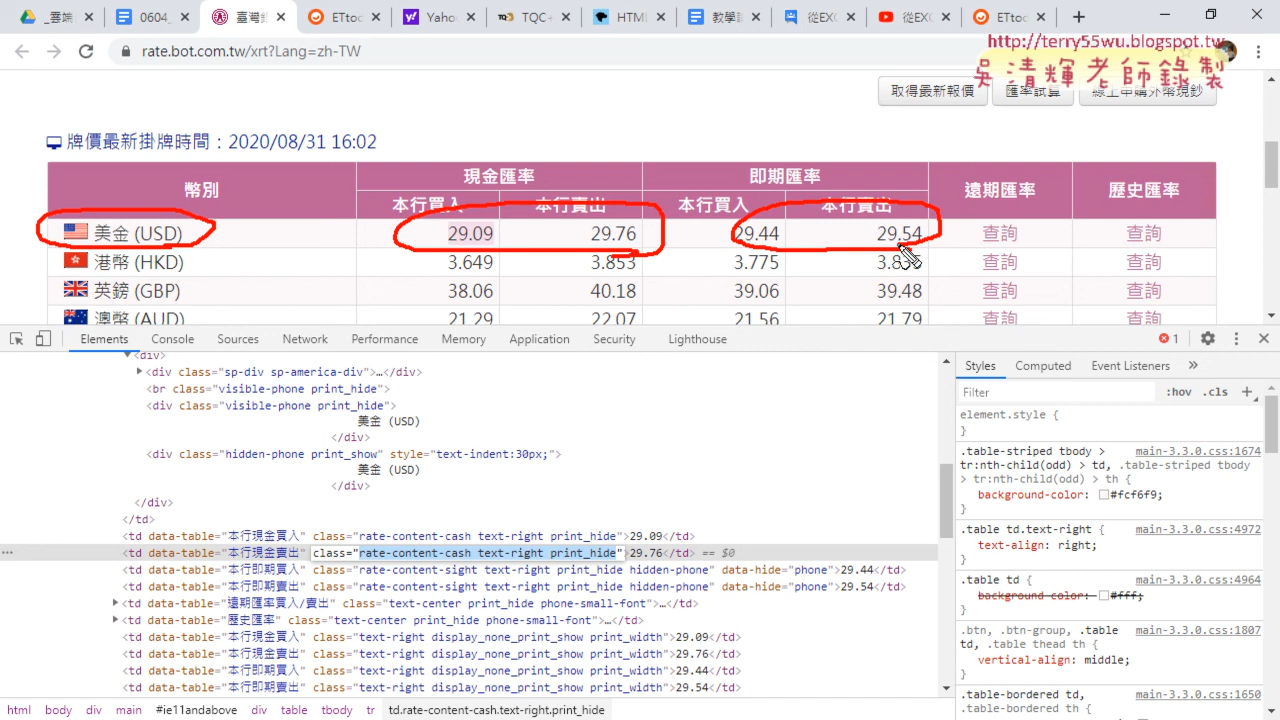 _雲端
0604_
臺灣銀
ETtoc
Yahoo
TQC+
HTML
教學
從EXC
從EXC
ETtoc
rate.bot.com.tw/xrt?Lang=zh-TW
http://terry55wu.blogspot.tw
吳清輝老師錄製
取得最新報價
匯率試算
線上申購外幣現鈔
牌價最新掛牌時間：2020/08/31 16:02
幣別
現金匯率
即期匯率
遠期匯率
歷史匯率
本行買入
本行賣出
本行買入
本行賣出
美金 (USD) 29.09 29.76 29.44 29.54 查詢 查詢
港幣 (HKD) 3.649 3.853 3.775 查詢 查詢
英鎊 (GBP) 38.06 40.18 39.06 39.48 查詢 查詢
澳幣 (AUD) 21.29 22.07 21.56 21.79 查詢 查詢
Elements Console Sources Network Performance Memory Application Security Lighthouse 1
<div>
<div class="sp-div sp-america-div">…</div>
<br class="visible-phone print_hide">
<div class="visible-phone print_hide">
美金 (USD)
</div>
<div class="hidden-phone print_show" style="text-indent:30px;">
美金 (USD)
</div>
</div>
</td>
<td data-table="本行現金買入" class="rate-content-cash text-right print_hide">29.09</td>
<td data-table="本行現金賣出" class="rate-content-cash text-right print_hide">29.76</td> == $0
<td data-table="本行即期買入" class="rate-content-sight text-right print_hide hidden-phone" data-hide="phone">29.44</td>
<td data-table="本行即期賣出" class="rate-content-sight text-right print_hide hidden-phone" data-hide="phone">29.54</td>
<td data-table="遠期匯率買入/賣出" class="text-center print_hide phone-small-font">…</td>
<td data-table="歷史匯率" class="text-center print_hide phone-small-font">…</td>
<td data-table="本行現金買入" class="text-right display_none_print_show print_width">29.09</td>
<td data-table="本行現金賣出" class="text-right display_none_print_show print_width">29.76</td>
<td data-table="本行即期買入" class="text-right display_none_print_show print_width">29.44</td>
<td data-table="本行即期賣出" class="text-right display_none_print_show print_width">29.54</td>
html body div main #ie11andabove div table tbody tr td.rate-content-cash.text-right.print_hide
Styles Computed Event Listeners »
Filter :hov .cls +
element.style {
}
.table-striped tbody > main-3.3.0.css:1674
tr:nth-child(odd) > td, .table-striped tbody
> tr:nth-child(odd) > th {
background-color: #fcf6f9;
}
.table td.text-right { main-3.3.0.css:4972
text-align: right;
}
.table td { main-3.3.0.css:4964
background-color: #fff;
}
.btn, .btn-group, .table main-3.3.0.css:1807
td, .table thead th {
vertical-align: middle;
}
.table-bordered td, main-3.3.0.css:1650
.table-bordered th {